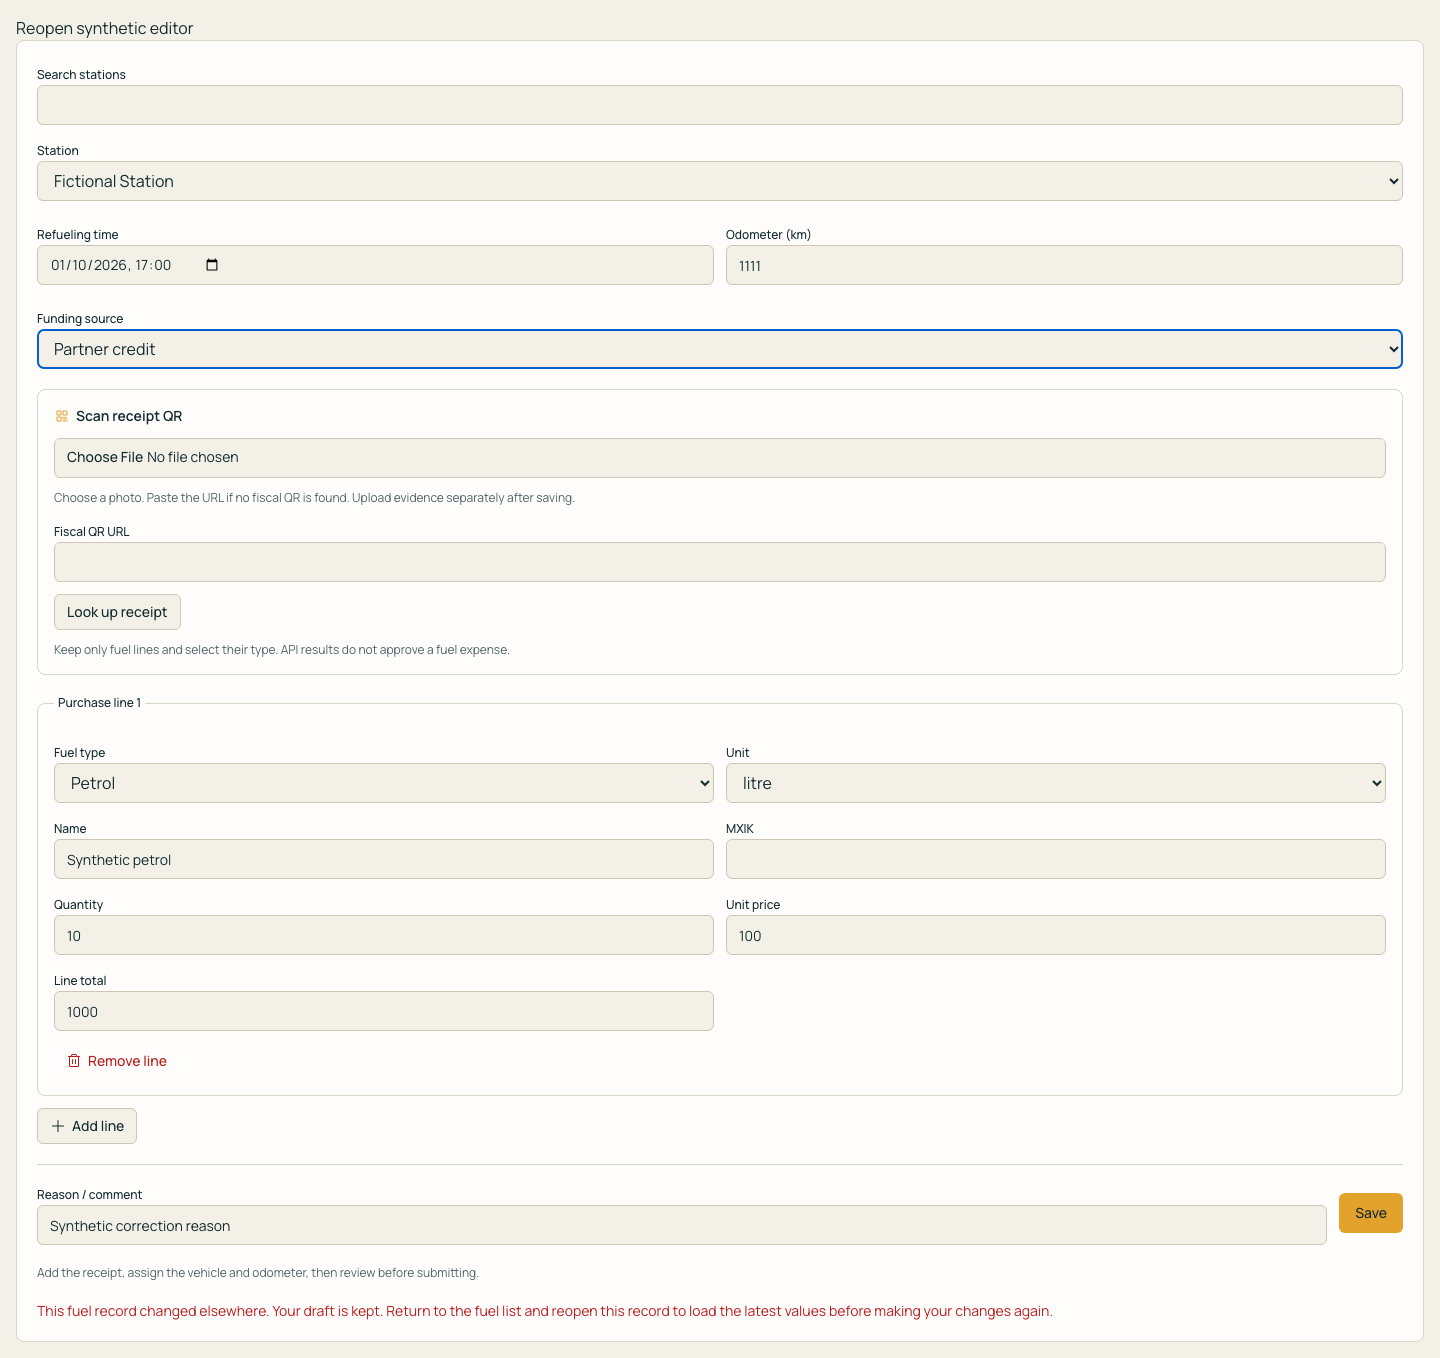 Reopen synthetic editor
Search stations
Station
Fictional Station
Refueling time
Odometer (km)
01/10/2026, 17:00
1111
Funding source
Partner credit
Scan receipt QR
Choose File No file chosen
Choose a photo. Paste the URL if no fiscal QR is found. Upload evidence separately after saving.
Fiscal QR URL
Look up receipt
Keep only fuel lines and select their type. API results do not approve a fuel expense.
Purchase line 1
Fuel type
Unit
Petrol
litre
Name
MXIK
Synthetic petrol
Quantity
Unit price
10
100
Line total
1000
Remove line
Add line
Reason / comment
Synthetic correction reason
Save
Add the receipt, assign the vehicle and odometer, then review before submitting.
This fuel record changed elsewhere. Your draft is kept. Return to the fuel list and reopen this record to load the latest values before making your changes again.